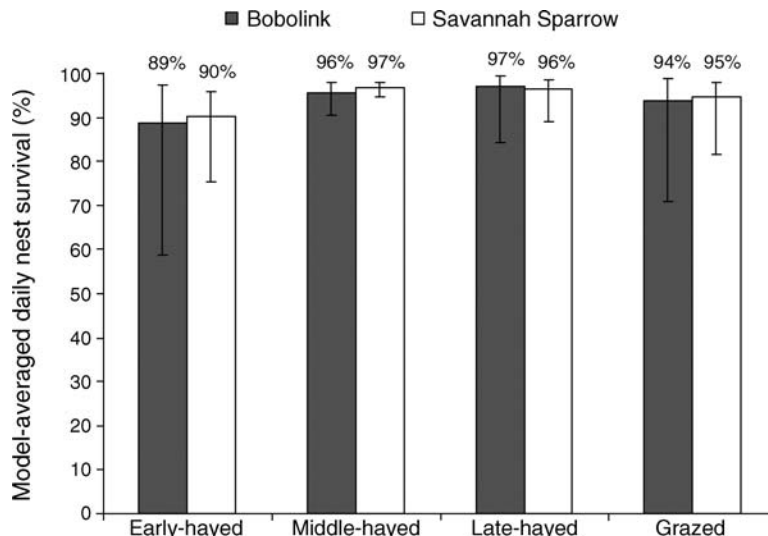 Bobolink Savannah Sparrow
Model-averaged daily nest survival (%)
89% 90% 96% 97% 97% 96% 94% 95%
100
90
80
70
60
50
40
30
20
10
0
Early-hayed Middle-hayed Late-hayed Grazed